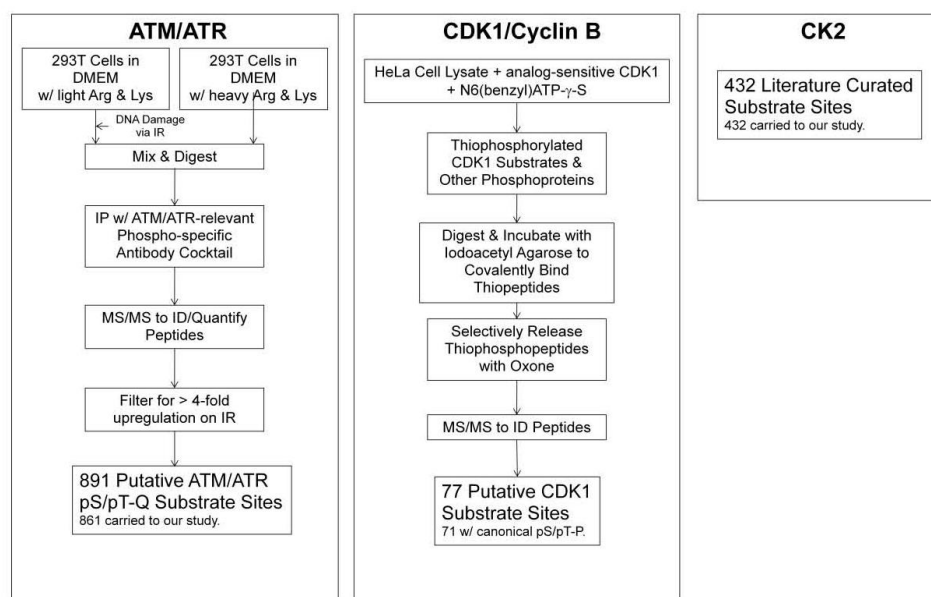 ATM/ATR
293T Cells in
DMEM
w/ light Arg & Lys
293T Cells in
DMEM
w/ heavy Arg & Lys
DNA Damage
via IR
Mix & Digest
IP w/ ATM/ATR-relevant
Phospho-specific
Antibody Cocktail
MS/MS to ID/Quantify
Peptides
Filter for > 4-fold
upregulation on IR
891 Putative ATM/ATR
pS/pT-Q Substrate Sites
861 carried to our study.
CDK1/Cyclin B
HeLa Cell Lysate + analog-sensitive CDK1
+ N6(benzyl)ATP-γ-S
Thiophosphorylated
CDK1 Substrates &
Other Phosphoproteins
Digest & Incubate with
Iodoacetyl Agarose to
Covalently Bind
Thiopeptides
Selectively Release
Thiophosphopeptides
with Oxone
MS/MS to ID Peptides
77 Putative CDK1
Substrate Sites
71 w/ canonical pS/pT-P.
CK2
432 Literature Curated
Substrate Sites
432 carried to our study.